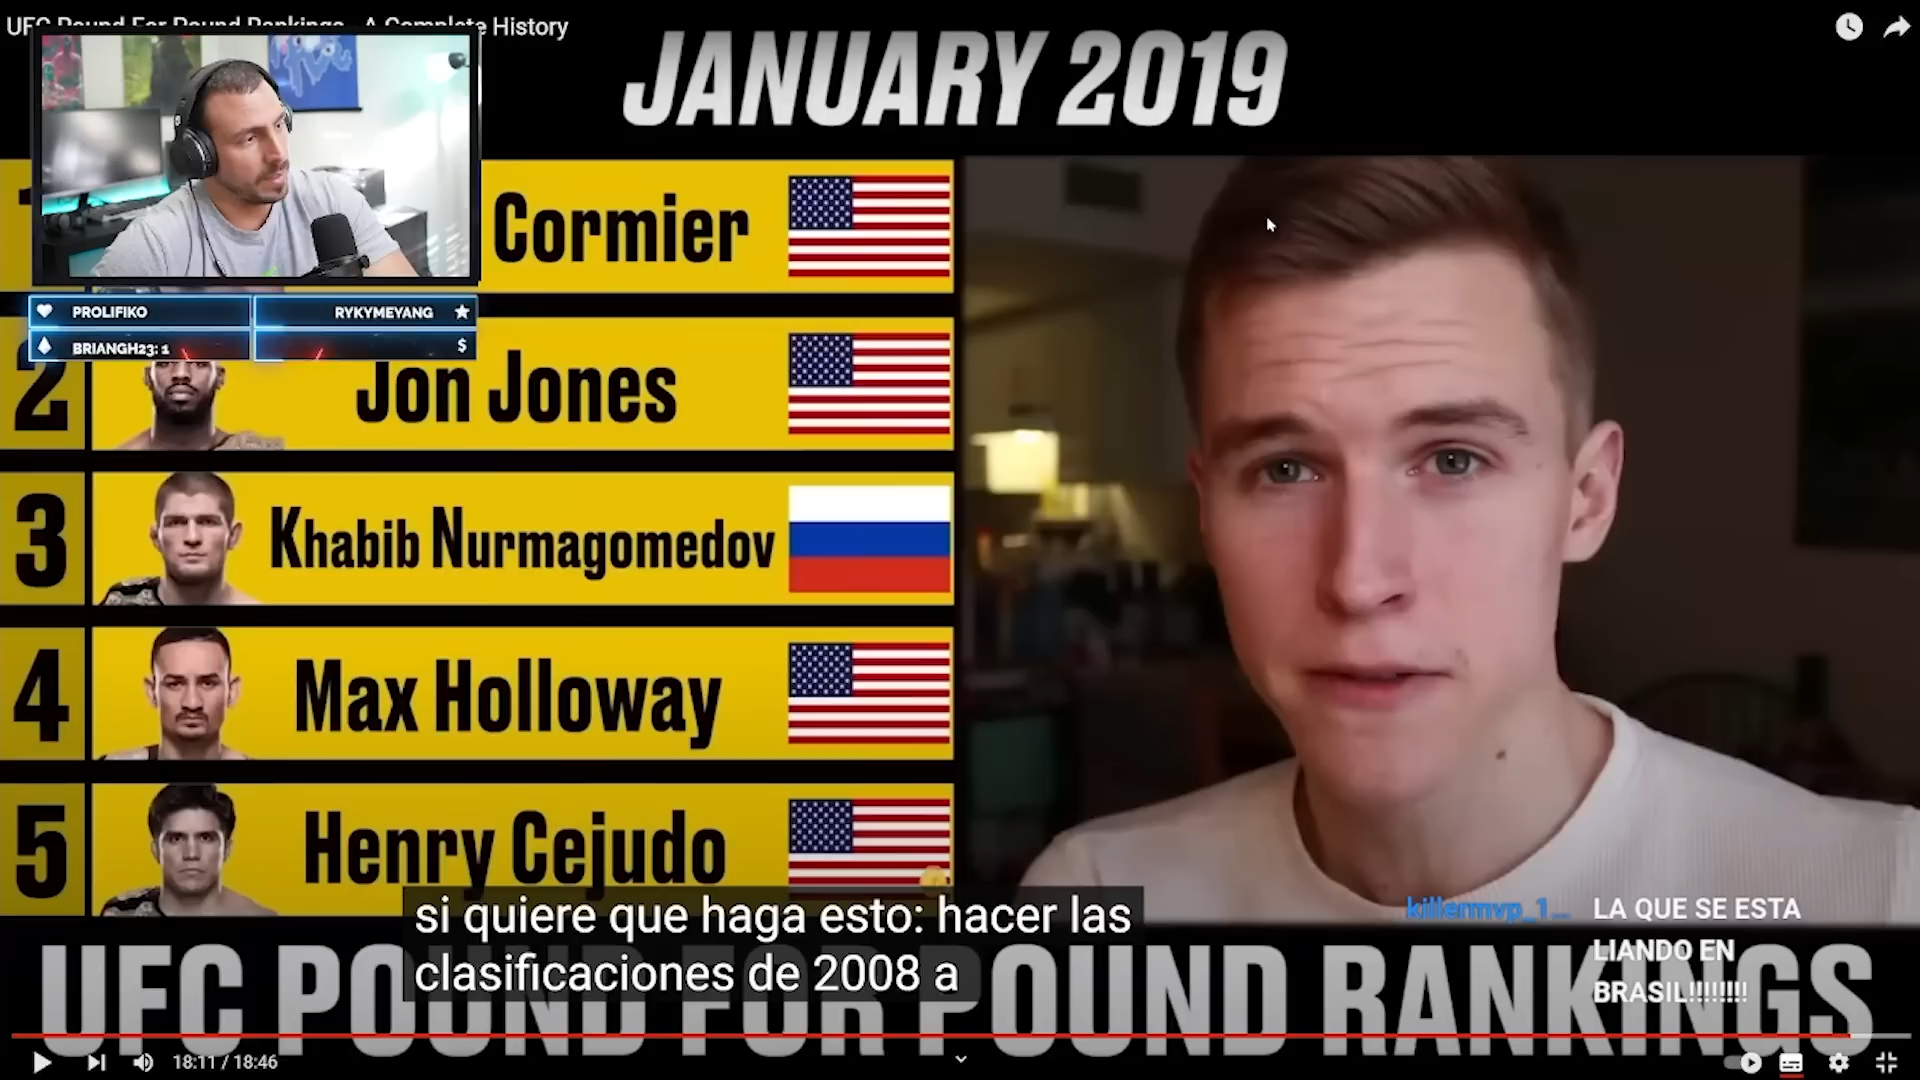 UFC Pound For Pound Rankings - A Complete History
JANUARY 2019
Cormier
PROLIFIKO
RYKYMEYANG
BRIANGH23: 1
$
2
Jon Jones
3
Khabib Nurmagomedov
4
Max Holloway
5
Henry Cejudo
si quiere que haga esto: hacer las
clasificaciones de 2008 a
killermvp_1... LA QUE SE ESTA
LIANDO EN
BRASIL!!!!!!!!
UFC POUND FOR POUND RANKINGS
18:11 / 18:46